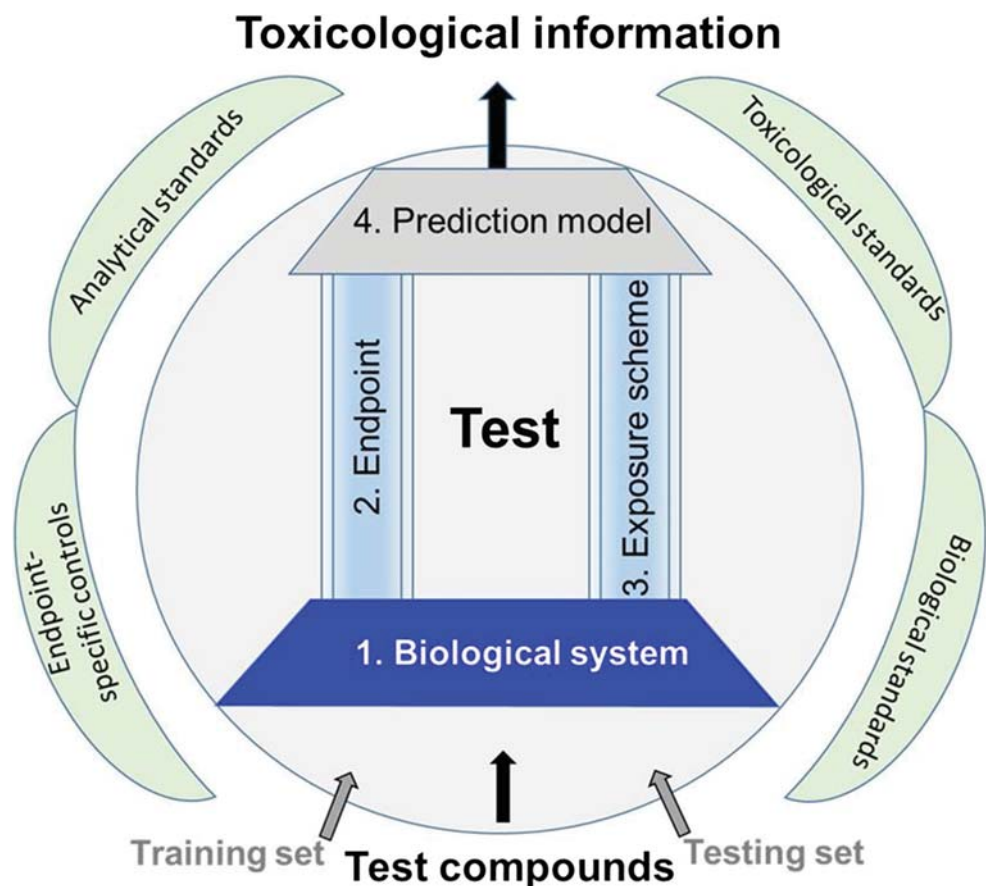 Toxicological information
Analytical standards
Toxicological
standards
4. Prediction model
2. Endpoint
Test
3. Exposure scheme
Endpoint-
specific controls
Biological standards
1. Biological system
Training set
Test compounds
Testing set